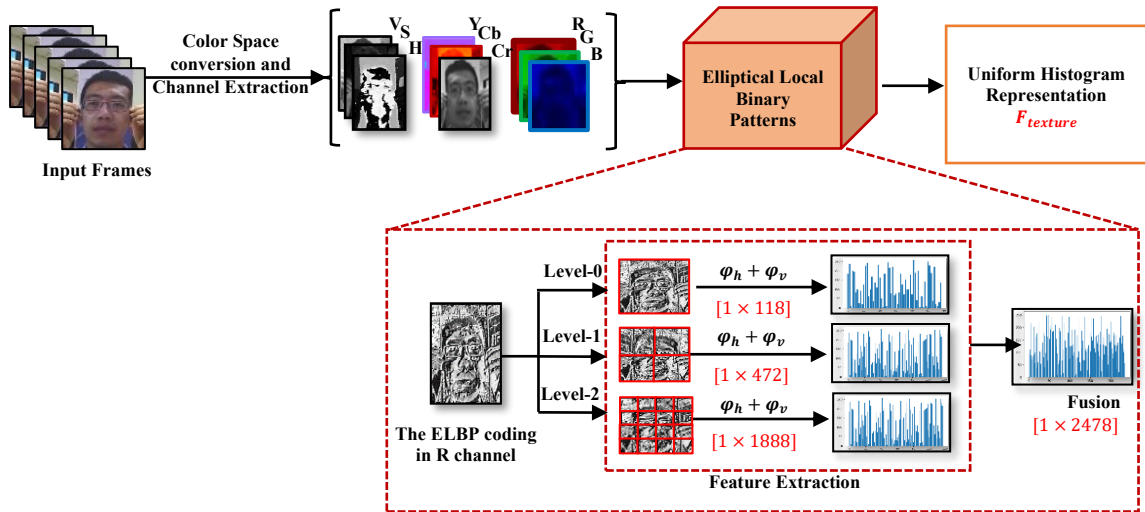 Color Space
conversion and
Channel Extraction
Input Frames
V
S
H
Y
Cb
Cr
R
G
B
Elliptical Local
Binary
Patterns
Uniform Histogram
Representation
F_texture
The ELBP coding
in R channel
Level-0
φ_h + φ_v
[1 × 118]
Level-1
φ_h + φ_v
[1 × 472]
Level-2
φ_h + φ_v
[1 × 1888]
Feature Extraction
Fusion
[1 × 2478]